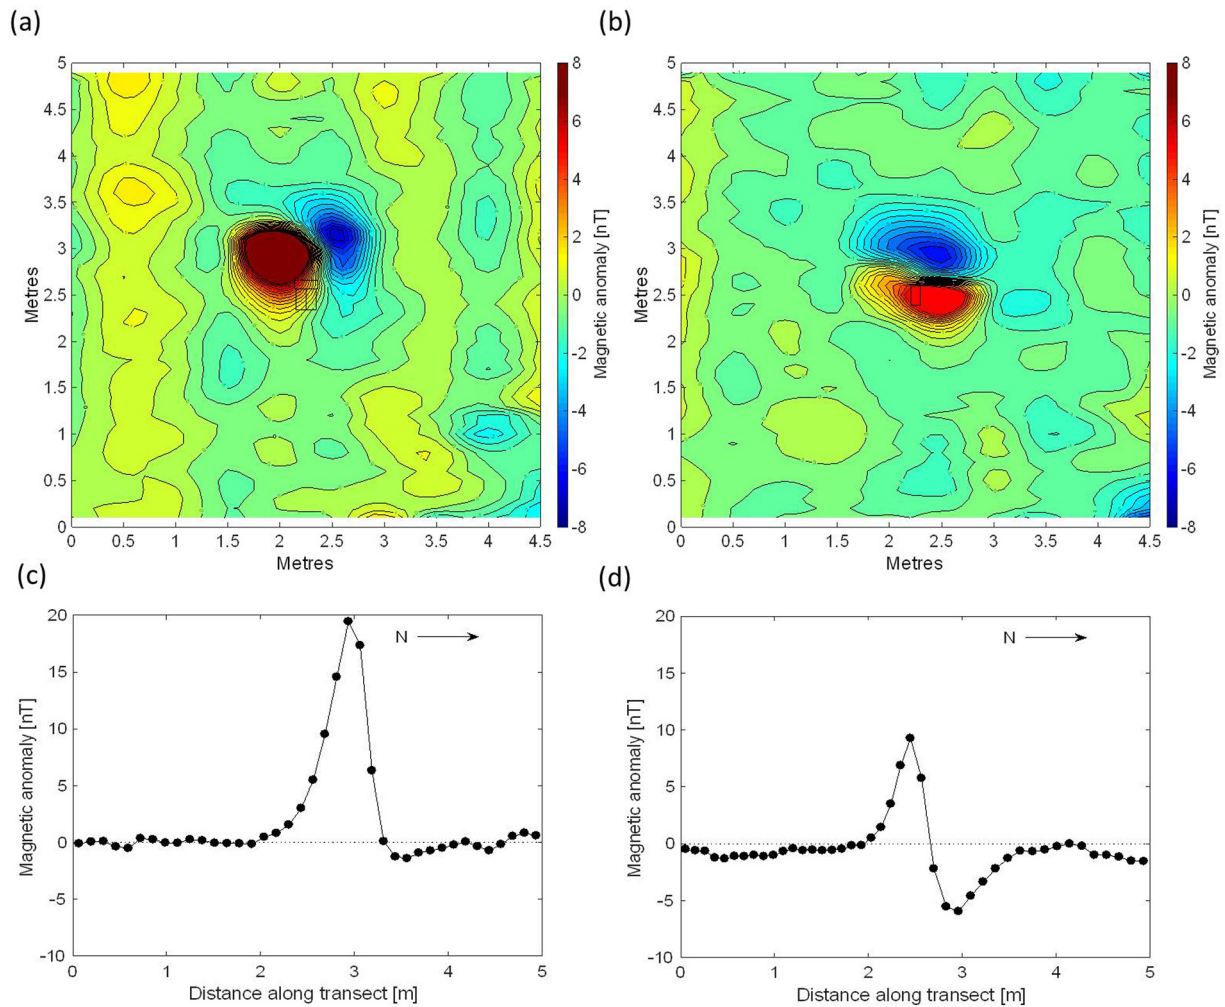 (a)
(b)
5
4.5
4
3.5
3
2.5
2
1.5
1
0.5
0
Metres
0 0.5 1 1.5 2 2.5 3 3.5 4 4.5
Metres
8
6
4
2
0
-2
-4
-6
-8
Magnetic anomaly [nT]
5
4.5
4
3.5
3
2.5
2
1.5
1
0.5
0
Metres
0 0.5 1 1.5 2 2.5 3 3.5 4 4.5
Metres
8
6
4
2
0
-2
-4
-6
-8
Magnetic anomaly [nT]
(c)
(d)
20
15
10
5
0
-5
-10
Magnetic anomaly [nT]
N
0 1 2 3 4 5
Distance along transect [m]
20
15
10
5
0
-5
-10
Magnetic anomaly [nT]
N
0 1 2 3 4 5
Distance along transect [m]